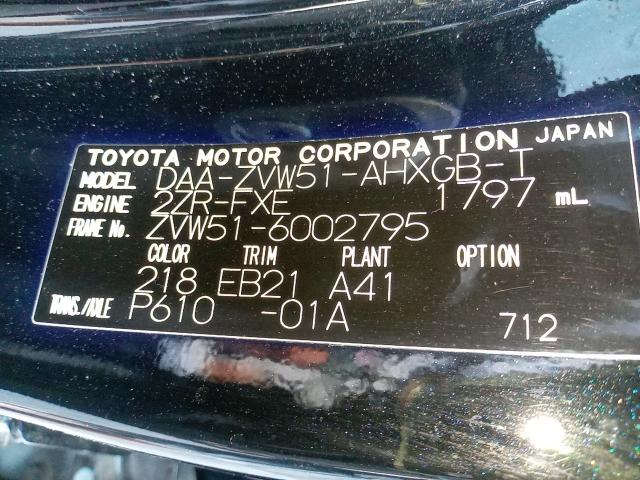 TOYOTA MOTOR CORPORATION JAPAN
MODEL DAA-ZVW51-AHXGB-T
ENGINE 2ZR-FXE 1797 mL
FRAME No. ZVW51-6002795
COLOR TRIM PLANT OPTION
218 EB21 A41
TRANS./AXLE P610 -01A
712